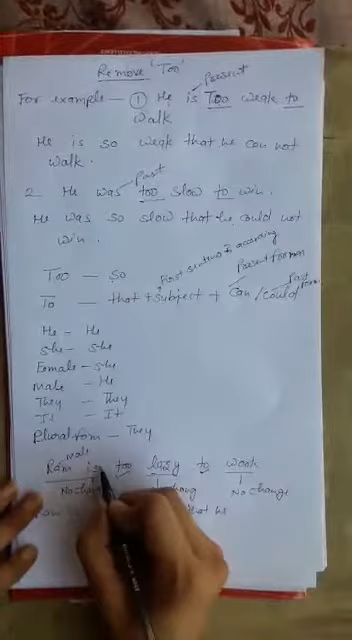 Remove "Too"
Present
For example — ① He is Too weak to
walk
He is so weak that he can not
walk.
Past
2. He was too slow to win.
He was so slow that he could not
win.
First sentence is according
Present form
Past form
Too — so
To — that + subject + can / could
He - He
She - she
Female - she
Male - He
They - They
It - It
Plural form - They
male
Ram is too lazy to work
No change
No change
that he